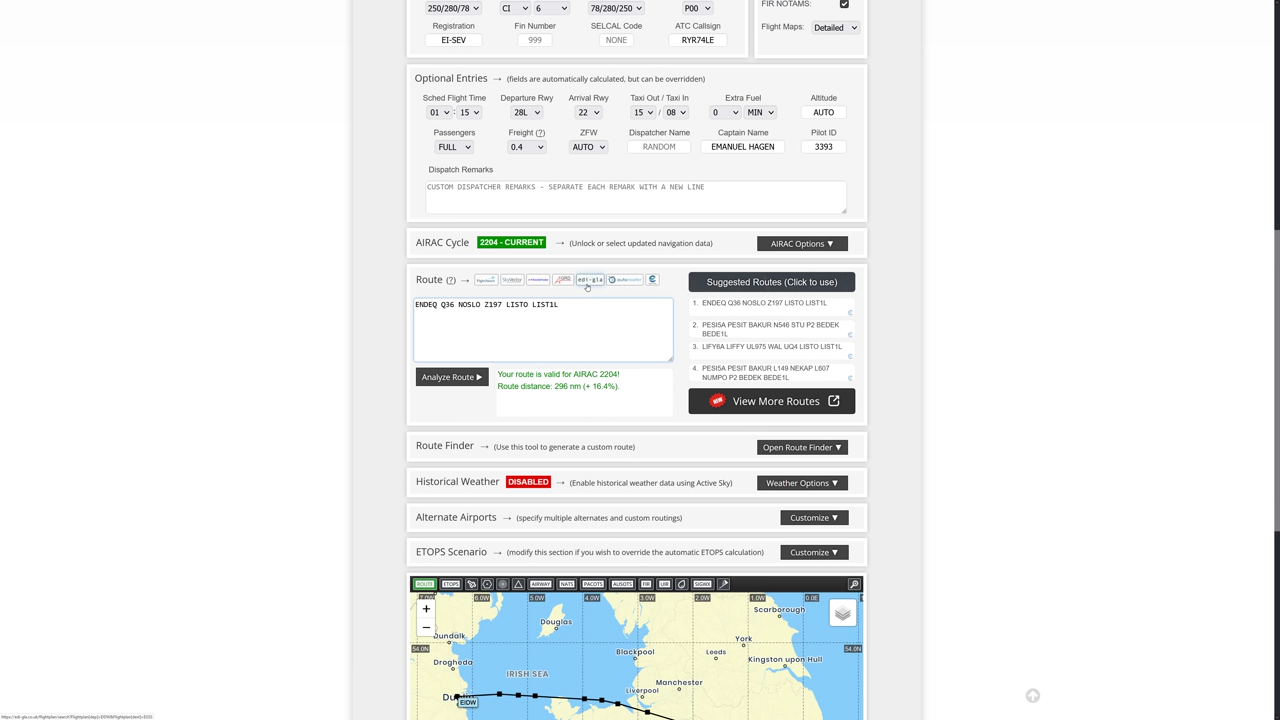 FIR NOTAMS:
250/280/78 CI 6 78/280/250 P00
Flight Maps: Detailed
Registration Fin Number SELCAL Code ATC Callsign
EI-SEV 999 NONE RYR74LE
Optional Entries → (fields are automatically calculated, but can be overridden)
Sched Flight Time Departure Rwy Arrival Rwy Taxi Out / Taxi In Extra Fuel Altitude
01 : 15 28L 22 15 / 08 0 MIN AUTO
Passengers Freight (?) ZFW Dispatcher Name Captain Name Pilot ID
FULL 0.4 AUTO RANDOM EMANUEL HAGEN 3393
Dispatch Remarks
CUSTOM DISPATCHER REMARKS - SEPARATE EACH REMARK WITH A NEW LINE
AIRAC Cycle 2204 - CURRENT → (Unlock or select updated navigation data) AIRAC Options ▼
Route (?) → edi-gla
ENDEQ Q36 NOSLO Z197 LISTO LIST1L
Analyze Route ▶
Your route is valid for AIRAC 2204!
Route distance: 296 nm (+ 16.4%).
Suggested Routes (Click to use)
1. ENDEQ Q36 NOSLO Z197 LISTO LIST1L
2. PESI5A PESIT BAKUR N546 STU P2 BEDEK
BEDE1L
3. LIFY6A LIFFY UL975 WAL UQ4 LISTO LIST1L
4. PESI5A PESIT BAKUR L149 NEKAP L607
NUMPO P2 BEDEK BEDE1L
NEW View More Routes
Route Finder → (Use this tool to generate a custom route) Open Route Finder ▼
Historical Weather DISABLED → (Enable historical weather data using Active Sky) Weather Options ▼
Alternate Airports → (specify multiple alternates and custom routings) Customize ▼
ETOPS Scenario → (modify this section if you wish to override the automatic ETOPS calculation) Customize ▼
ROUTE ETOPS AIRWAY NATS PACOTS AUSOTS FIR UIR SIGWX
7.0W 6.0W 5.0W 4.0W 3.0W 2.0W 1.0W 0.0E
+
−
Scarborough
Douglas
Dundalk
York
54.0N 54.0N
Blackpool
Leeds
Kingston upon Hull
Drogheda
IRISH SEA
Manchester
Liverpool
EIDW